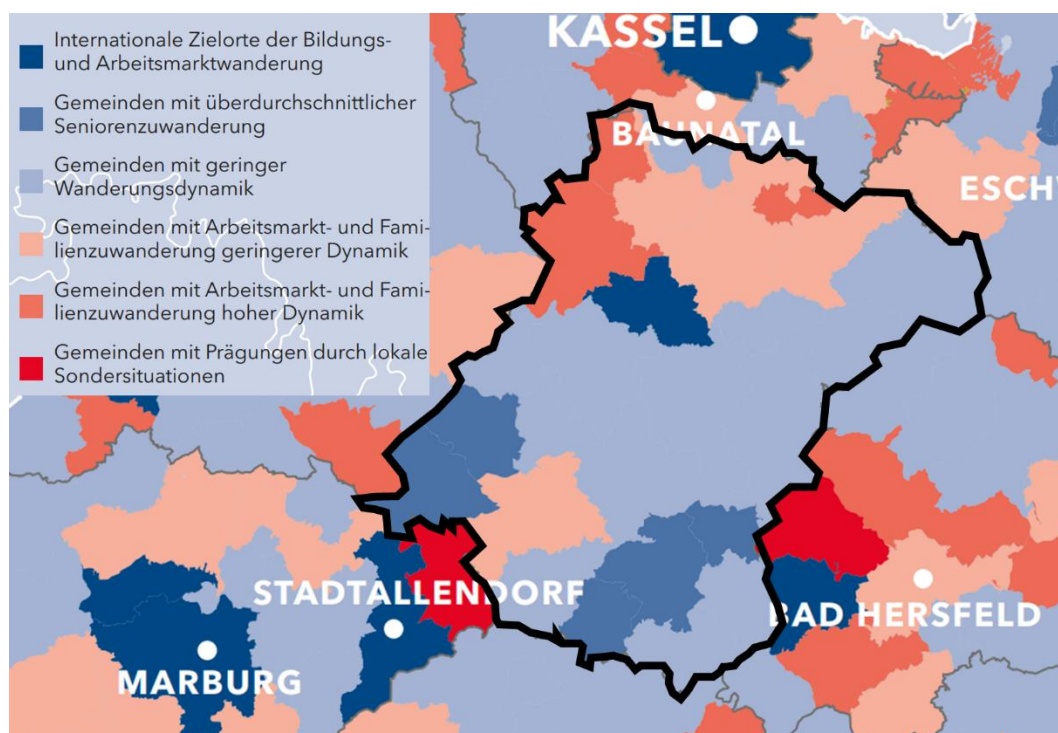 Internationale Zielorte der Bildungs-
und Arbeitsmarktwanderung
Gemeinden mit überdurchschnittlicher
Seniorenzuwanderung
Gemeinden mit geringer
Wanderungsdynamik
Gemeinden mit Arbeitsmarkt- und Fami-
lienzuwanderung geringerer Dynamik
Gemeinden mit Arbeitsmarkt- und Fami-
lienzuwanderung hoher Dynamik
Gemeinden mit Prägungen durch lokale
Sondersituationen
KASSEL
BAUNATAL
ESCHW
STADTALLENDORF
BAD HERSFELD
MARBURG